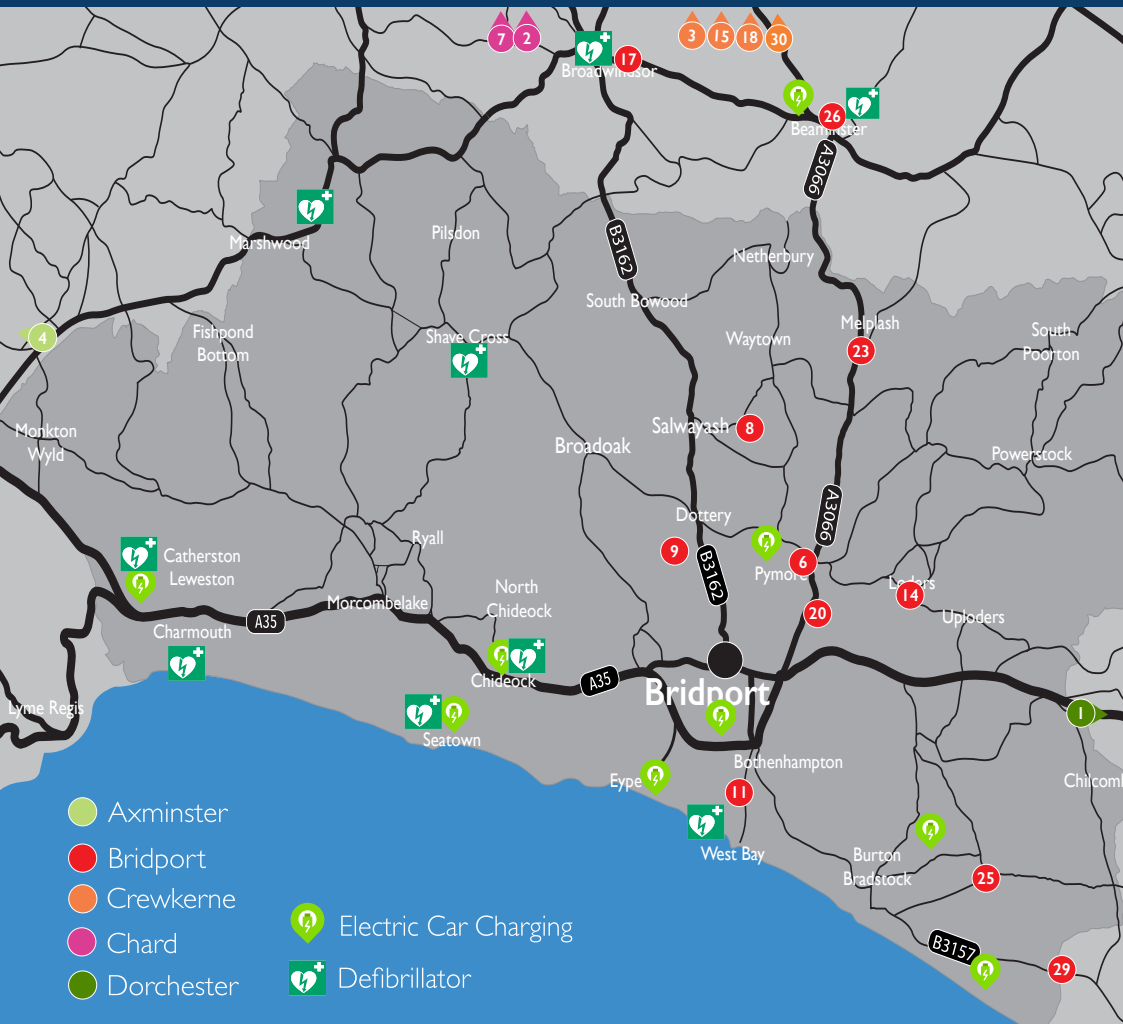 7
2
3
15
18
30
17
Broadwindsor
26
Beaminster
A3066
Marshwood
Pilsdon
B3162
Netherbury
South Bowood
4
Fishpond
Bottom
Shave Cross
Waytown
Melplash
23
South
Poorton
Monkton
Wyld
Salwayash
8
Broadoak
Powerstock
Dottery
A3066
9
B3162
Pymore
6
Catherston
Leweston
Ryall
North
Chideock
Loders
14
20
Uploders
Morcombelake
A35
Charmouth
Chideock
A35
Bridport
Lyme Regis
1
Seatown
Eype
Bothenhampton
Chilcom
11
West Bay
Burton
Bradstock
25
B3157
29
Axminster
Bridport
Crewkerne
Chard
Dorchester
Electric Car Charging
Defibrillator